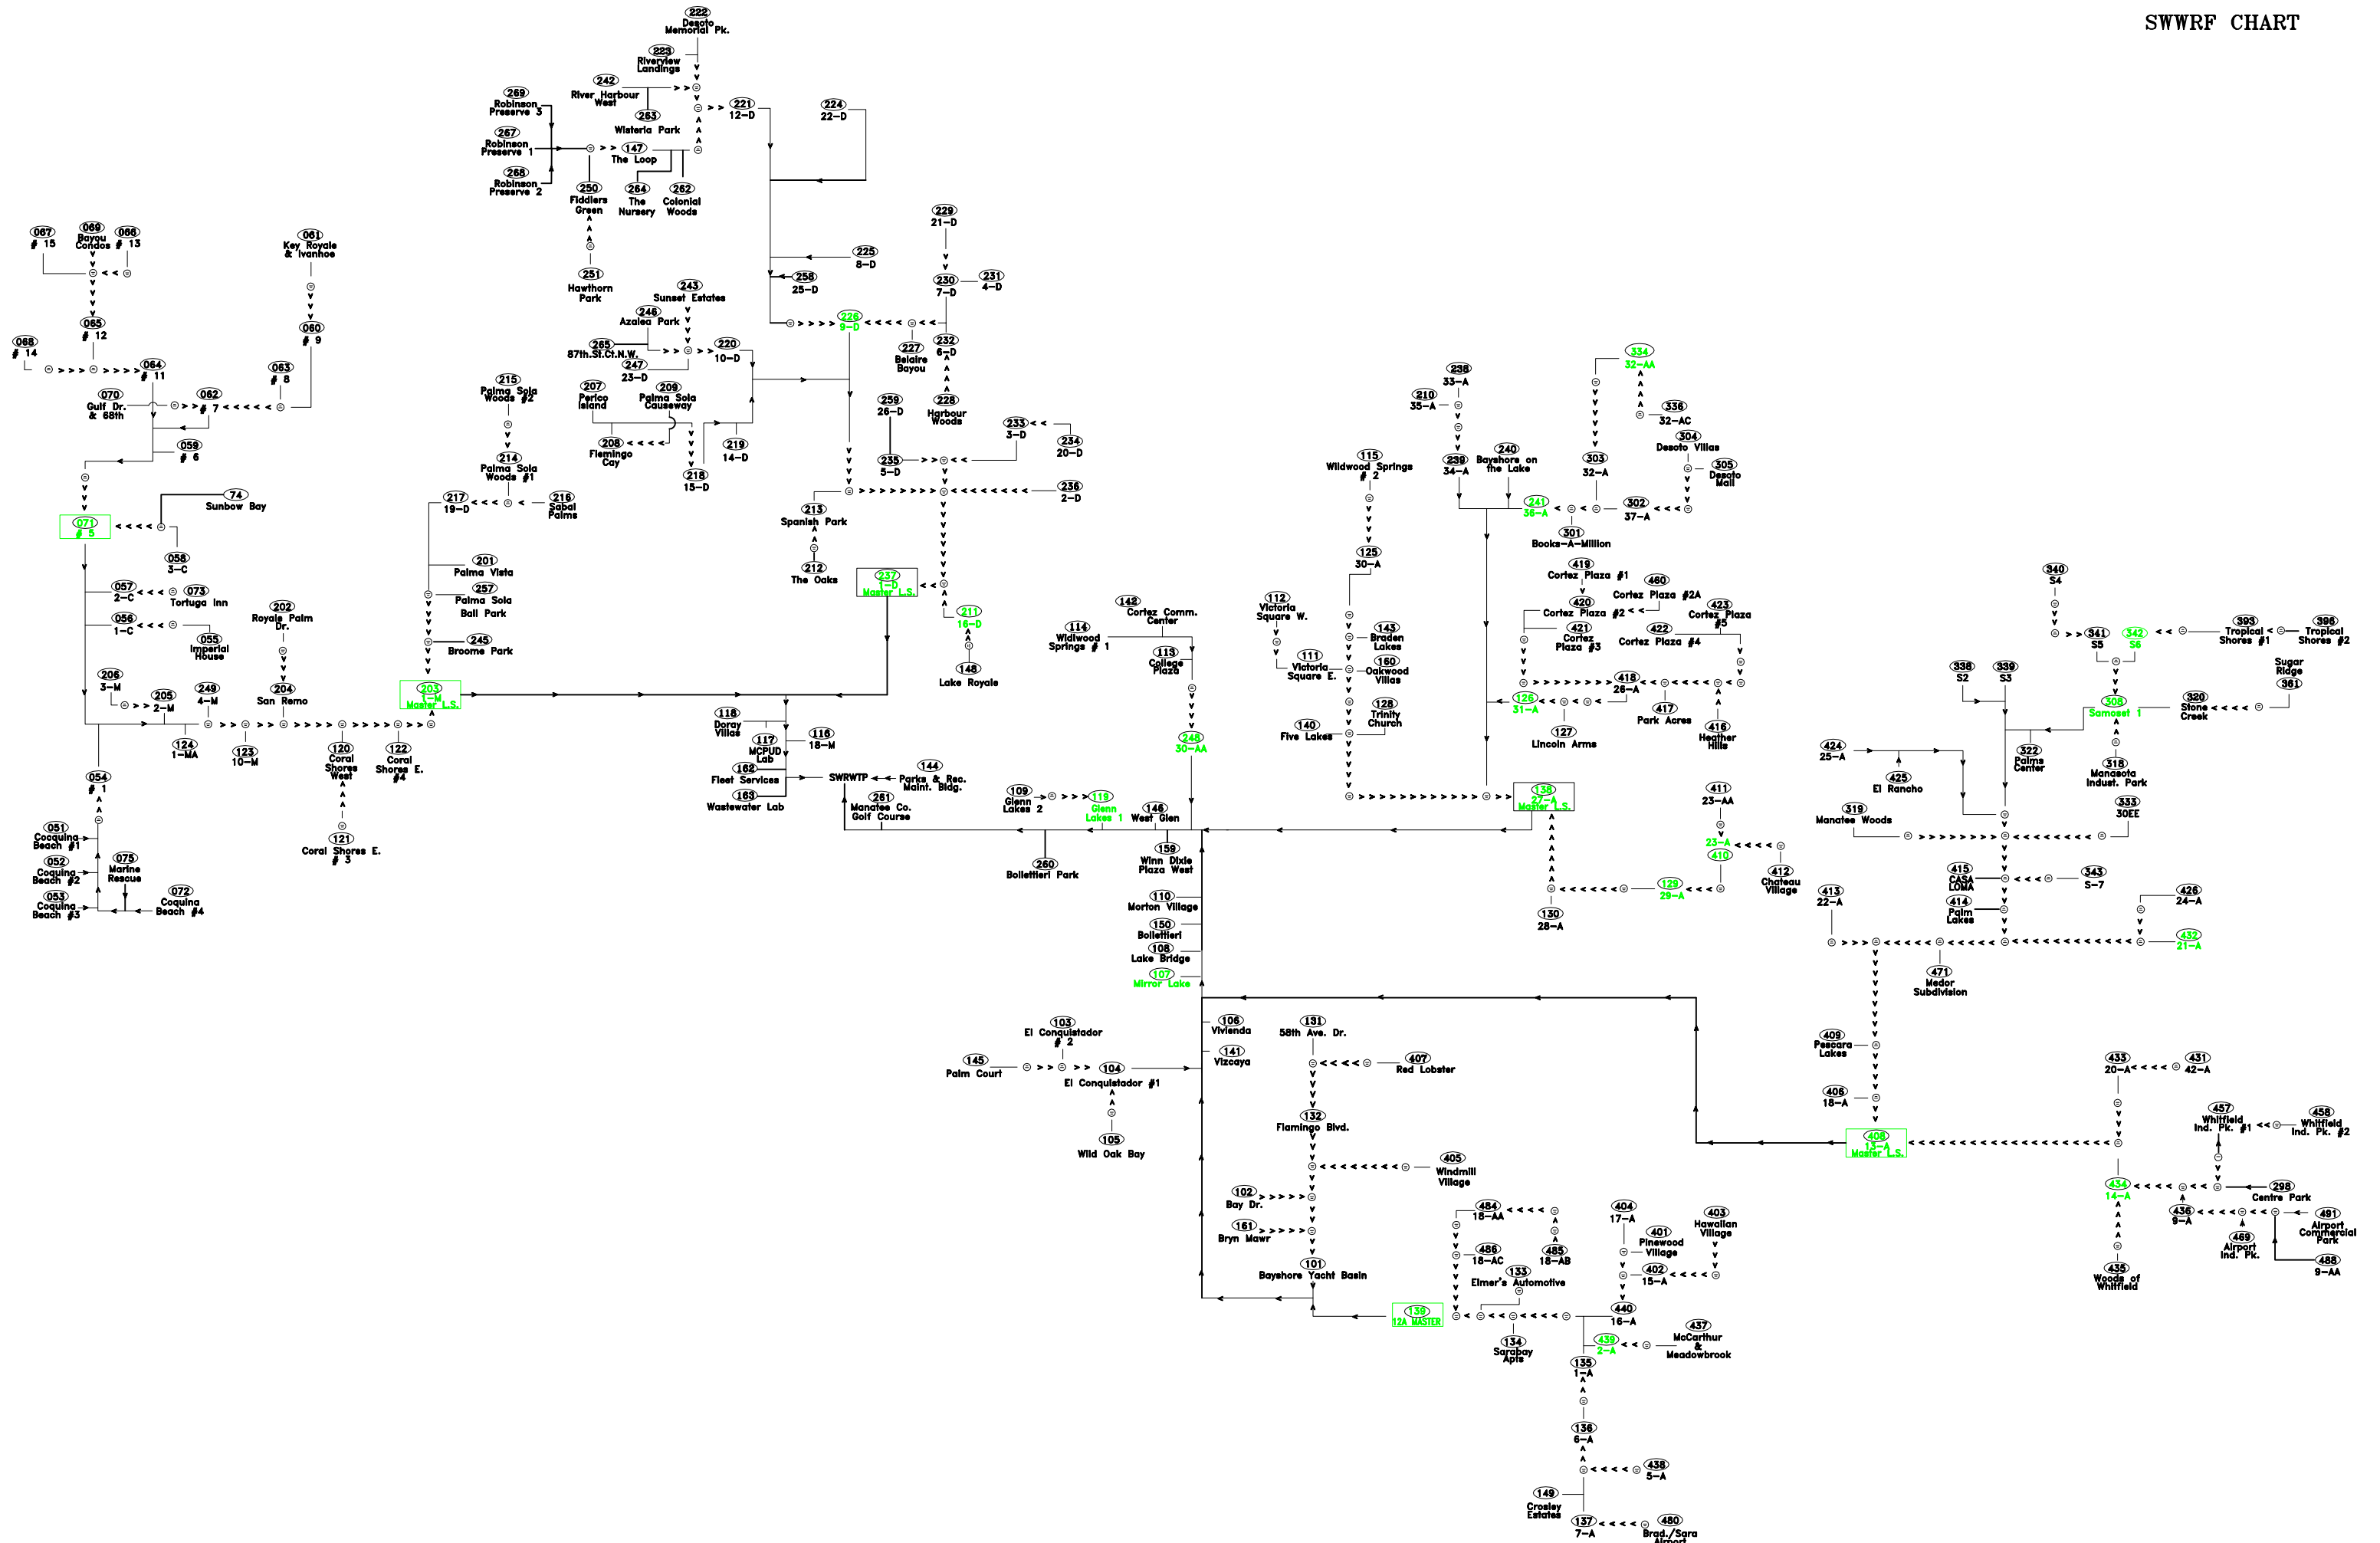 SWWRF CHART
222
Desoto
Memorial Pk.
223
Riverview
Landings
242
River Harbour
West
263
Wisteria Park
221
12-D
224
22-D
269
Robinson
Preserve 3
267
Robinson
Preserve 1
268
Robinson
Preserve 2
147
The Loop
250
Fiddlers
Green
264
The
Nursery
262
Colonial
Woods
251
Hawthorn
Park
229
21-D
225
8-D
258
25-D
230
7-D
231
4-D
226
9-D
227
Belaire
Bayou
232
6-D
228
Harbour
Woods
067
# 15
069
Bayou
Condos
066
# 13
061
Key Royale
& Ivanhoe
065
# 12
060
# 9
068
# 14
064
# 11
063
# 8
070
Gulf Dr.
& 68th
062
# 7
059
# 6
243
Sunset Estates
246
Azalea Park
265
87th.St.Ct.N.W.
247
23-D
220
10-D
215
Palma Sola
Woods #2
207
Perico
Island
209
Palma Sola
Causeway
208
Flemingo
Cay
218
15-D
219
14-D
259
26-D
235
5-D
233
3-D
234
20-D
236
2-D
214
Palma Sola
Woods #1
217
19-D
216
Sabal
Palms
213
Spanish Park
212
The Oaks
071
# 5
74
Sunbow Bay
058
3-C
057
2-C
073
Tortuga Inn
056
1-C
055
Imperial
House
202
Royale Palm
Dr.
201
Palma Vista
257
Palma Sola
Ball Park
245
Broome Park
237
1-D
Master L.S.
211
16-D
148
Lake Royale
206
3-M
205
2-M
249
4-M
204
San Remo
203
1-M
Master L.S.
124
1-MA
123
10-M
120
Coral
Shores
West
122
Coral
Shores E.
#4
121
Coral Shores E.
# 3
054
# 1
051
Cocquina
Beach #1
052
Coquina
Beach #2
053
Coquina
Beach #3
075
Marine
Rescue
072
Coquina
Beach #4
118
Doray
Villas
117
MCPUD
Lab
116
18-M
162
Fleet Services
163
Wastewater Lab
SWRWTP
144
Parks & Rec.
Maint. Bldg.
261
Manatee Co.
Golf Course
142
Cortez Comm.
Center
114
Widlwood
Springs # 1
113
College
Plaza
248
30-AA
109
Glenn
Lakes 2
119
Glenn
Lakes 1
146
West Glen
159
Winn Dixie
Plaza West
260
Bollettieri Park
110
Morton Village
150
Bollettieri
108
Lake Bridge
107
Mirror Lake
115
Wildwood Springs
# 2
125
30-A
112
Victoria
Square W.
111
Victoria
Square E.
143
Braden
Lakes
160
Oakwood
Villas
128
Trinity
Church
140
Five Lakes
238
33-A
210
35-A
239
34-A
240
Bayshore on
the Lake
241
36-A
334
32-AA
336
32-AC
303
32-A
304
Desoto Villas
305
Desoto
Mall
302
37-A
301
Books-A-Million
419
Cortez Plaza #1
460
Cortez Plaza #2A
420
Cortez Plaza #2
421
Cortez
Plaza #3
423
Cortez Plaza
#5
422
Cortez Plaza #4
418
26-A
126
31-A
127
Lincoln Arms
417
Park Acres
416
Heather
Hills
138
27-A
Master L.S.
411
23-AA
23-A
410
412
Chateau
Village
129
29-A
130
28-A
340
S4
341
S5
342
S6
393
Tropical
Shores #1
396
Tropical
Shores #2
Sugar
Ridge
361
338
S2
339
S3
308
Samoset 1
320
Stone
Creek
322
Palms
Center
318
Manasota
Indust. Park
424
25-A
425
El Rancho
319
Manatee Woods
333
30EE
415
CASA
LOMA
343
S-7
414
Palm
Lakes
413
22-A
426
24-A
432
21-A
471
Medor
Subdivision
409
Pescara
Lakes
406
18-A
408
13-A
Master L.S.
433
20-A
431
42-A
457
Whitfield
Ind. Pk. #1
458
Whitfield
Ind. Pk. #2
434
14-A
298
Centre Park
436
9-A
469
Airport
Ind. Pk.
491
Airport
Commercial
Park
488
9-AA
435
Woods of
Whitfield
103
El Conquistador
# 2
145
Palm Court
104
El Conquistador #1
105
Wild Oak Bay
106
Vivienda
141
Vizcaya
131
58th Ave. Dr.
407
Red Lobster
132
Flamingo Blvd.
405
Windmill
Village
102
Bay Dr.
161
Bryn Mawr
101
Bayshore Yacht Basin
139
12A MASTER
484
18-AA
485
18-AB
486
18-AC
133
Elmer's Automotive
134
Sarabay
Apts
404
17-A
401
Pinewood
Village
403
Hawaiian
Village
402
15-A
440
16-A
439
2-A
437
McCarthur
&
Meadowbrook
135
1-A
136
6-A
438
5-A
149
Crosley
Estates
137
7-A
480
Brad./Sara
Airport